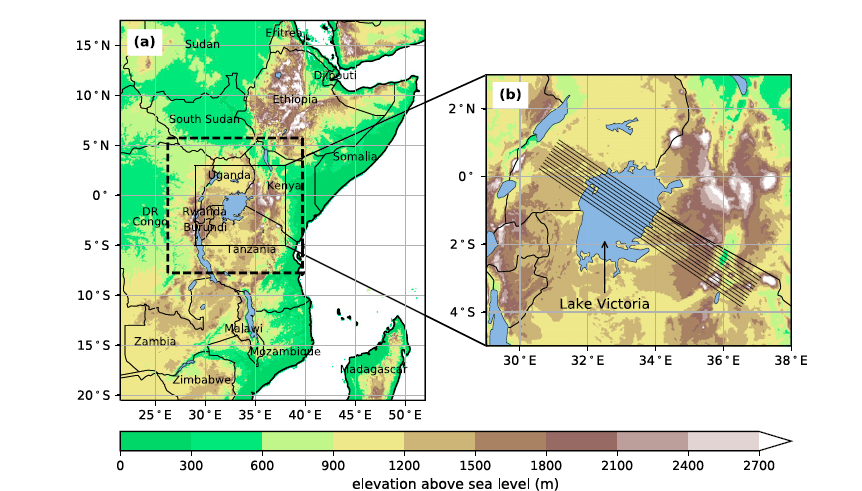 (a)
Sudan
Eritrea
Djibouti
Ethiopia
South Sudan
Somalia
Uganda
Kenya
DR
Congo
Rwanda
Burundi
Tanzania
Zambia
Malawi
Mozambique
Zimbabwe
Madagascar
15°N
10°N
5°N
0°
5°S
10°S
15°S
20°S
25°E 30°E 35°E 40°E 45°E 50°E
(b)
Lake Victoria
2°N
0°
2°S
4°S
30°E 32°E 34°E 36°E 38°E
0 300 600 900 1200 1500 1800 2100 2400 2700
elevation above sea level (m)